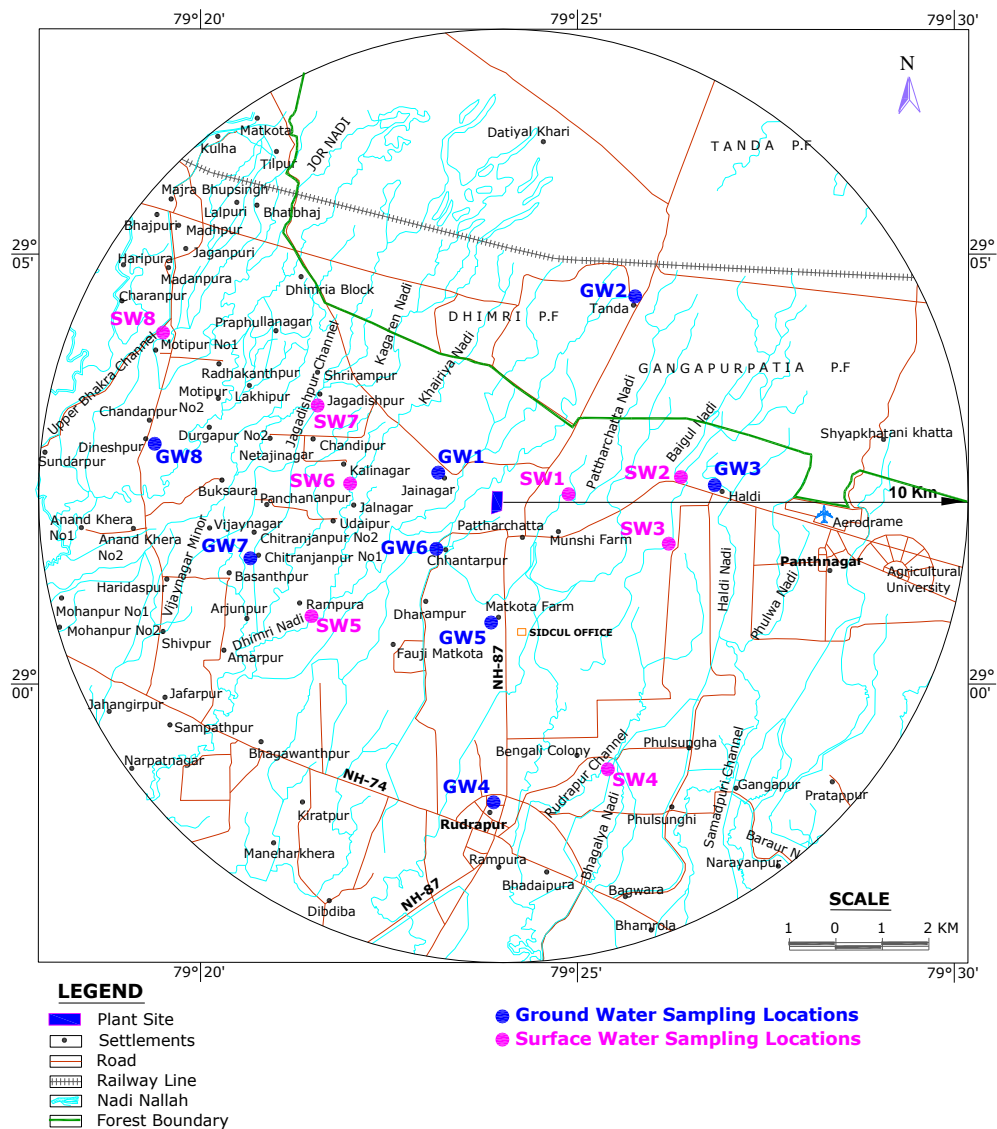 79°20'
79°25'
79°30'
N
Matkota
Kulha
Tilpur
JOR NADI
Datiyal Khari
TANDA P.F
Majra Bhupsingh
Lalpuri
Bhatbhaj
Bhajpuri
Madhpur
Jaganpuri
29°
05'
29°
05'
Haripura
Madanpura
Dhimria Block
Charanpur
GW2
Tanda
SW8
Praphullanagar
DHIMRI P.F
Kagaren Nadi
Khairiya Nadi
Motipur No1
Upper Bhakra Channel
Radhakanthpur
Jagadishpur Channel
Shrirampur
GANGAPURPATIA P.F
Motipur
No2
Lakhipur
Jagadishpur
SW7
Chandanpur
Pattharchatta Nadi
Baigul Nadi
Dineshpur
Durgapur No2
Shyapkhatani khatta
Sundarpur
GW8
Netajinagar
Chandipur
GW1
Kalinagar
SW6
Jainagar
SW1
SW2
GW3
Buksaura
Panchananpur
Jalnagar
Haldi
10 Km
Anand Khera
No1
Anand Khera
No2
Vijaynagar
Udaipur
Pattharchatta
SW3
Aerodrame
Chitranjanpur No2
Munshi Farm
GW7
Chitranjanpur No1
GW6
Chhantarpur
Panthnagar
Vijaynagar Minor
Basanthpur
Agricultural
University
Haridaspur
Haldi Nadi
Phulwa Nadi
Mohanpur No1
Arjunpur
Rampura
Dharampur
Matkota Farm
Mohanpur No2
Dhimri Nadi
SW5
GW5
SIDCUL OFFICE
Shivpur
Amarpur
Fauji Matkota
NH-87
29°
00'
29°
00'
Jafarpur
Jahangirpur
Sampathpur
Bhagawanthpur
Bengali Colony
Phulsungha
Narpatnagar
NH-74
SW4
Rudrapur Channel
Samadpuri Channel
Gangapur
Pratappur
GW4
Kiratpur
Rudrapur
Phulsunghi
Bhagalya Nadi
Maneharkhera
Baraur N
Rampura
Narayanpur
Bhadaipura
NH-87
Bagwara
Dibdiba
Bhamrola
SCALE
1 0 1 2 KM
79°20'
79°25'
79°30'
LEGEND
Plant Site
Settlements
Road
Railway Line
Nadi Nallah
Forest Boundary
Ground Water Sampling Locations
Surface Water Sampling Locations